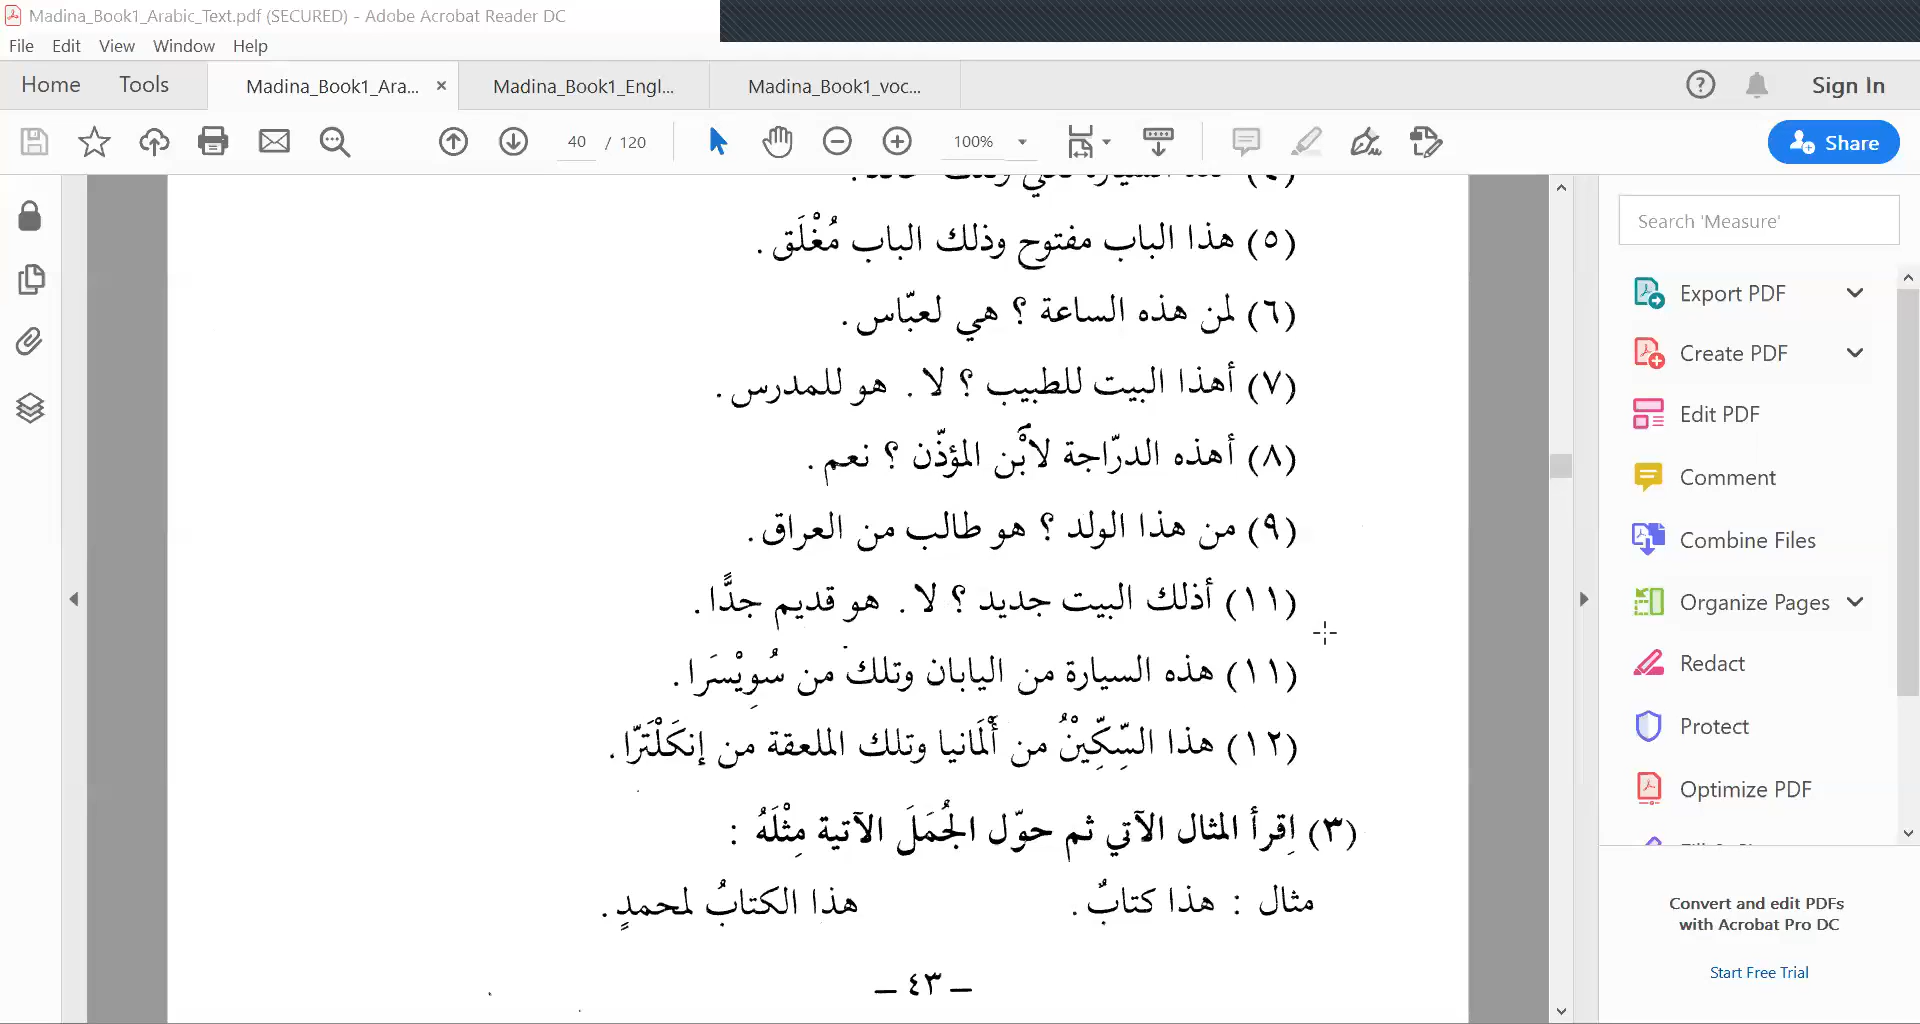 Madina_Book1_Arabic_Text.pdf (SECURED) - Adobe Acrobat Reader DC
File Edit View Window Help
Home Tools Madina_Book1_Ara... × Madina_Book1_Engl... Madina_Book1_voc... Sign In
40 / 120 100% Share
(٥) هذا الباب مفتوح وذلك الباب مُغْلَق .
(٦) لمن هذه الساعة ؟ هي لعبّاس .
(٧) أهذا البيت للطبيب ؟ لا . هو للمدرس .
(٨) أهذه الدرّاجة لاَبْن المؤذّن ؟ نعم .
(٩) من هذا الولد ؟ هو طالب من العراق .
(١١) أذلك البيت جديد ؟ لا . هو قديم جدًّا .
(١١) هذه السيارة من اليابان وتلك من سُوِيْسَرا .
(١٢) هذا السِّكِّيْنُ من أَلْمَانيا وتلك الملعقة من إنكَلْتَرّا .
(٣) اِقرأ المثال الآتي ثم حوّل الجُمَلَ الآتية مِثْلَهُ :
مثال : هذا كتابٌ . هذا الكتابُ لمحمدٍ .
– ٤٣ –
Search 'Measure'
Export PDF
Create PDF
Edit PDF
Comment
Combine Files
Organize Pages
Redact
Protect
Optimize PDF
Convert and edit PDFs
with Acrobat Pro DC
Start Free Trial